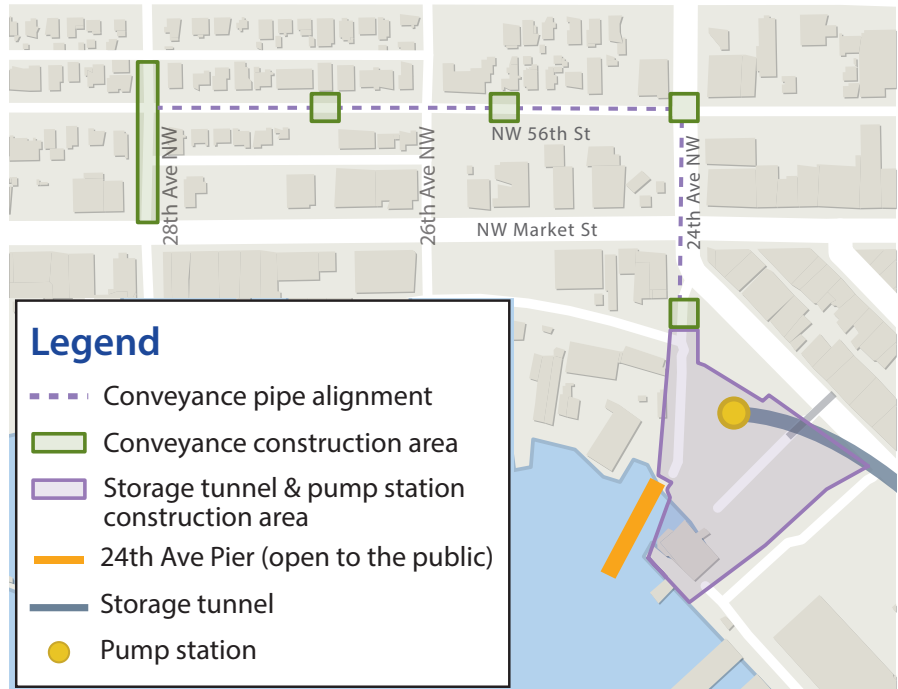 NW 56th St
28th Ave NW
26th Ave NW
24th Ave NW
NW Market St
Legend
Conveyance pipe alignment
Conveyance construction area
Storage tunnel & pump station
construction area
24th Ave Pier (open to the public)
Storage tunnel
Pump station